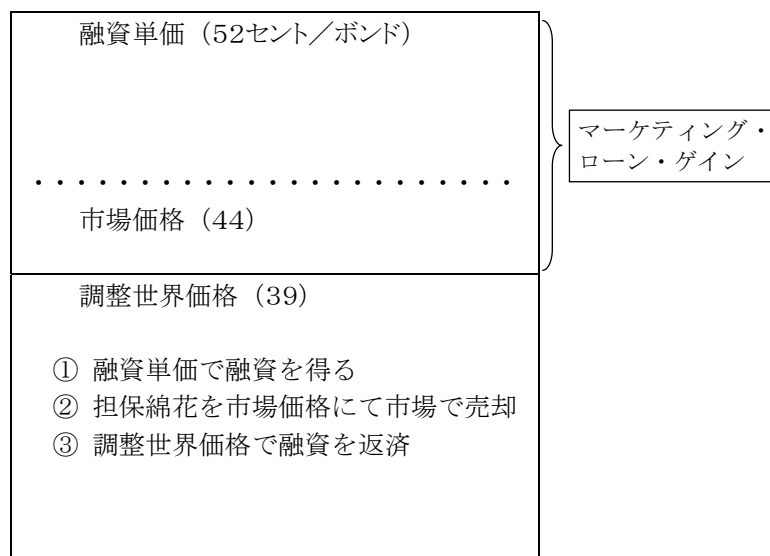 融資単価（52セント／ボンド）
マーケティング・
ローン・ゲイン
・・・・・・・・・・・・・・・・・・・・・・・
市場価格（44）
調整世界価格（39）
① 融資単価で融資を得る
② 担保綿花を市場価格にて市場で売却
③ 調整世界価格で融資を返済